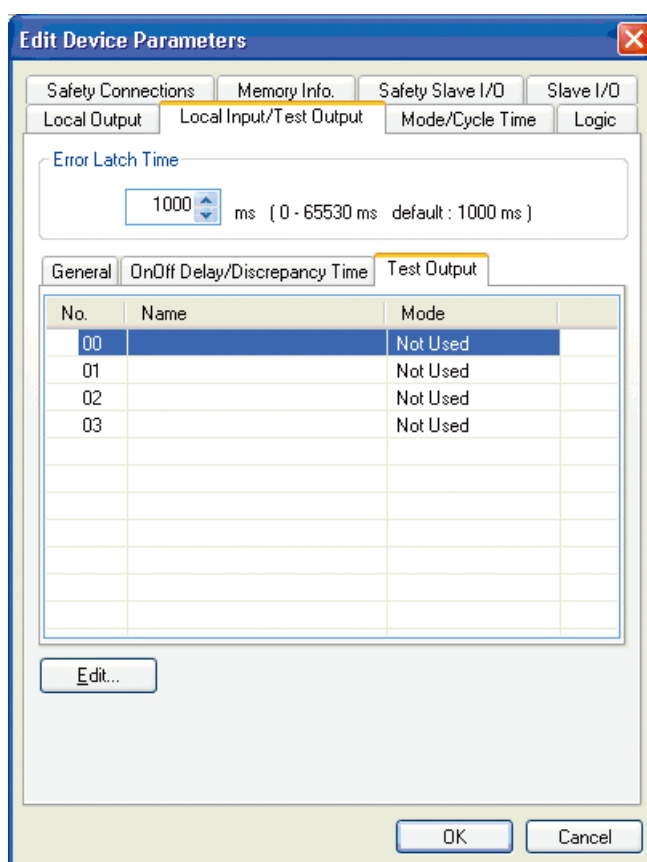 Edit Device Parameters
Safety Connections Memory Info. Safety Slave I/O Slave I/O
Local Output Local Input/Test Output Mode/Cycle Time Logic
Error Latch Time
1000 ms ( 0 - 65530 ms default : 1000 ms )
General OnOff Delay/Discrepancy Time Test Output
No. Name Mode
00 Not Used
01 Not Used
02 Not Used
03 Not Used
Edit...
OK Cancel